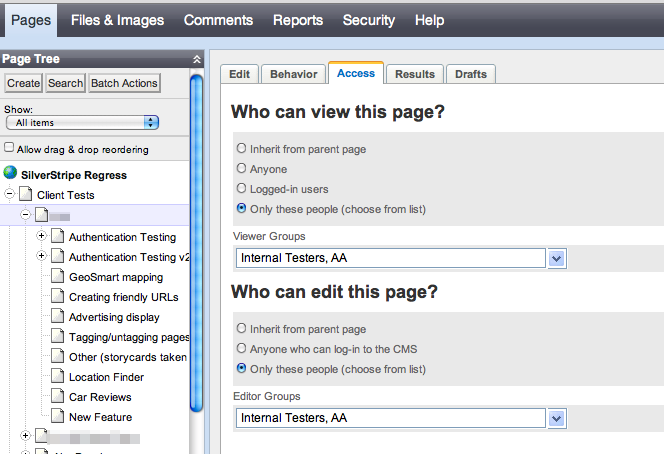 Pages Files & Images Comments Reports Security Help
Page Tree
Create Search Batch Actions
Show:
All items
Allow drag & drop reordering
SilverStripe Regress
Client Tests
Authentication Testing
Authentication Testing v2
GeoSmart mapping
Creating friendly URLs
Advertising display
Tagging/untagging pages
Other (storycards taken
Location Finder
Car Reviews
New Feature
Edit Behavior Access Results Drafts
Who can view this page?
Inherit from parent page
Anyone
Logged-in users
Only these people (choose from list)
Viewer Groups
Internal Testers, AA
Who can edit this page?
Inherit from parent page
Anyone who can log-in to the CMS
Only these people (choose from list)
Editor Groups
Internal Testers, AA